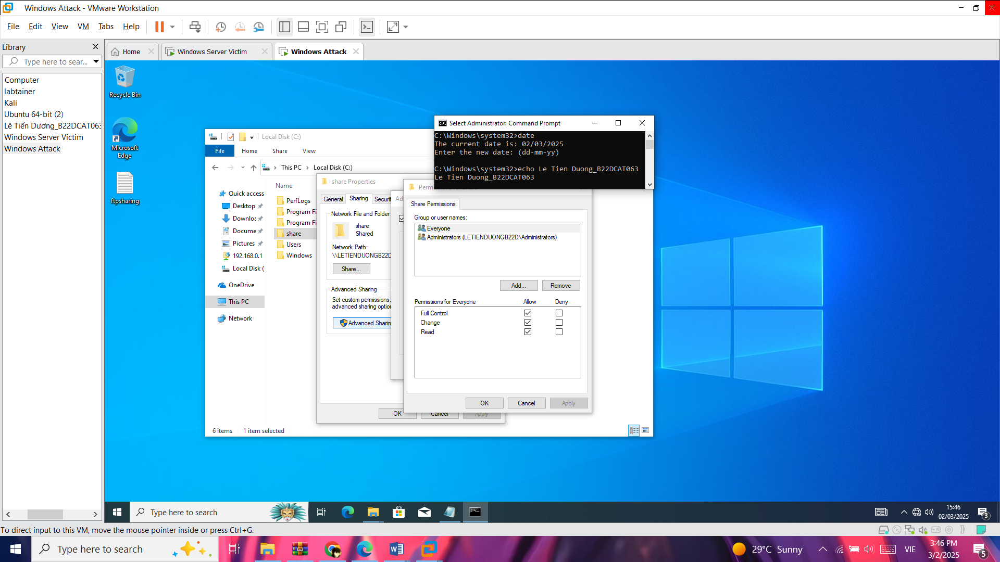 Windows Attack - VMware Workstation
File Edit View VM Tabs Help
Library
Type here to sear...
Computer
labtainer
Kali
Ubuntu 64-bit (2)
Lê Tiến Dương_B22DCAT063
Windows Server Victim
Windows Attack
Home
Windows Server Victim
Windows Attack
Recycle Bin
Microsoft
Edge
ftpsharing
Local Disk (C:)
File Home Share View
This PC Local Disk (C:)
Quick access
Desktop
Downloa
Docume
Pictures
192.168.0.1
Local Disk (
OneDrive
This PC
Network
Name
PerfLogs
Program Fi
Program Fi
share
Users
Windows
6 items 1 item selected
share Properties
General Sharing Securit
Network File and Folder
share
Shared
Network Path:
\\LETIENDUONGB22D
Share...
Advanced Sharing
Set custom permissions,
advanced sharing option
Advanced Sharin
OK Cancel Apply
Ad
Permi
Share Permissions
Group or user names:
Everyone
Administrators (LETIENDUONGB22D\Administrators)
Add... Remove
Permissions for Everyone Allow Deny
Full Control
Change
Read
OK Cancel Apply
Select Administrator: Command Prompt
C:\Windows\system32>date
The current date is: 02/03/2025
Enter the new date: (dd-mm-yy)
C:\Windows\system32>echo Le Tien Duong_B22DCAT063
Le Tien Duong_B22DCAT063
Type here to search
15:46
02/03/2025
3
To direct input to this VM, move the mouse pointer inside or press Ctrl+G.
Type here to search
29°C Sunny
VIE
3:46 PM
3/2/2025
5